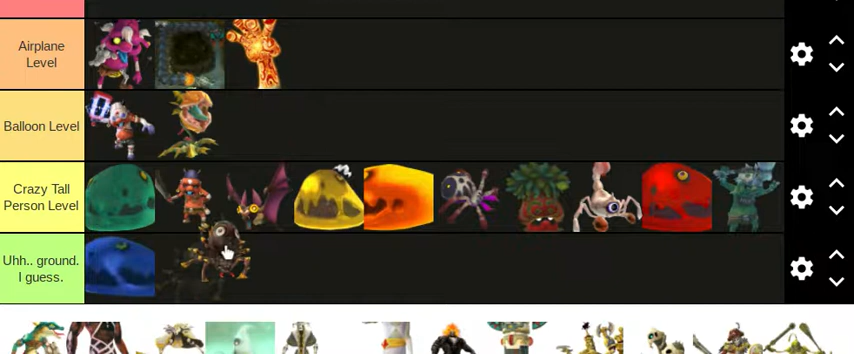 Airplane
Level
Balloon Level
Crazy Tall
Person Level
Uhh.. ground.
I guess.